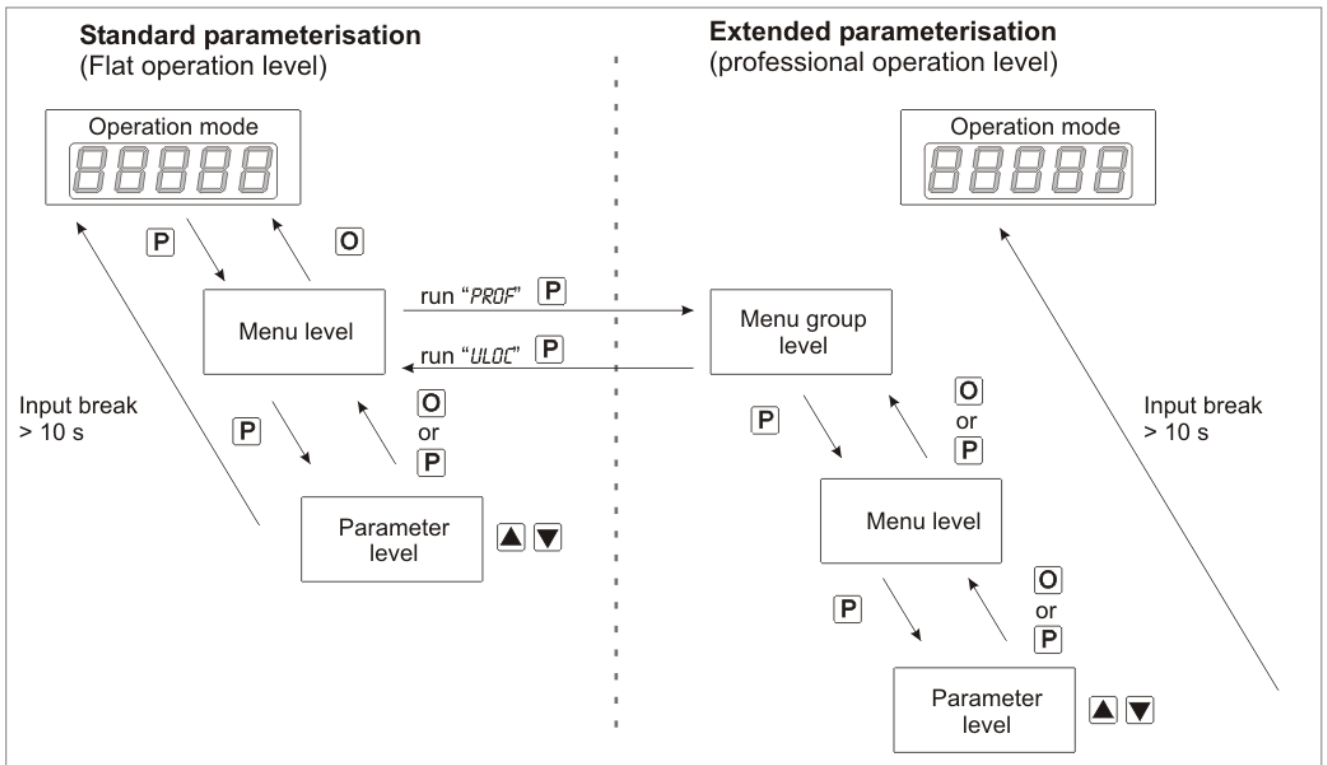 Standard parameterisation
(Flat operation level)
Operation mode
88888
P
O
Menu level
run "PROF" P
run "ULOC" P
Input break
> 10 s
P
O
or
P
Parameter
level
▲ ▼
Extended parameterisation
(professional operation level)
Operation mode
88888
Menu group
level
P
O
or
P
Input break
> 10 s
Menu level
P
O
or
P
Parameter
level
▲ ▼